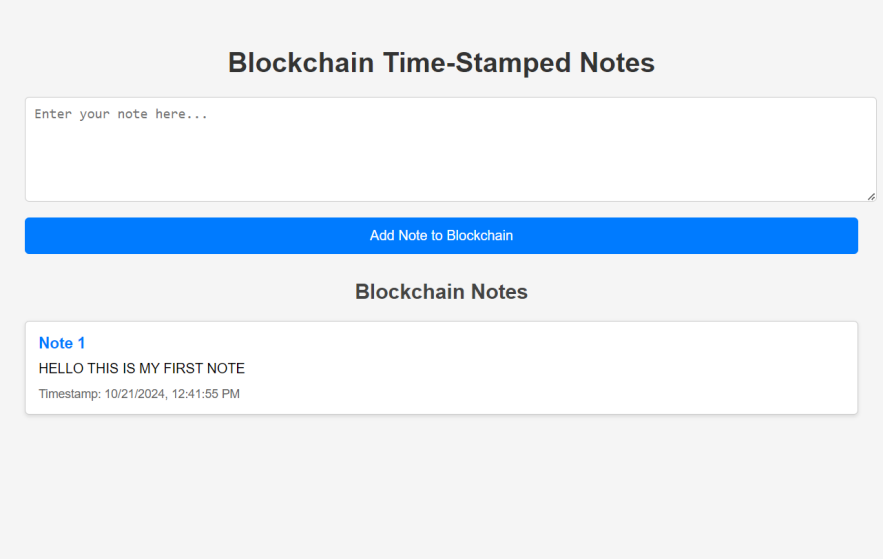 Blockchain Time-Stamped Notes
Enter your note here...
Add Note to Blockchain
Blockchain Notes
Note 1
HELLO THIS IS MY FIRST NOTE
Timestamp: 10/21/2024, 12:41:55 PM